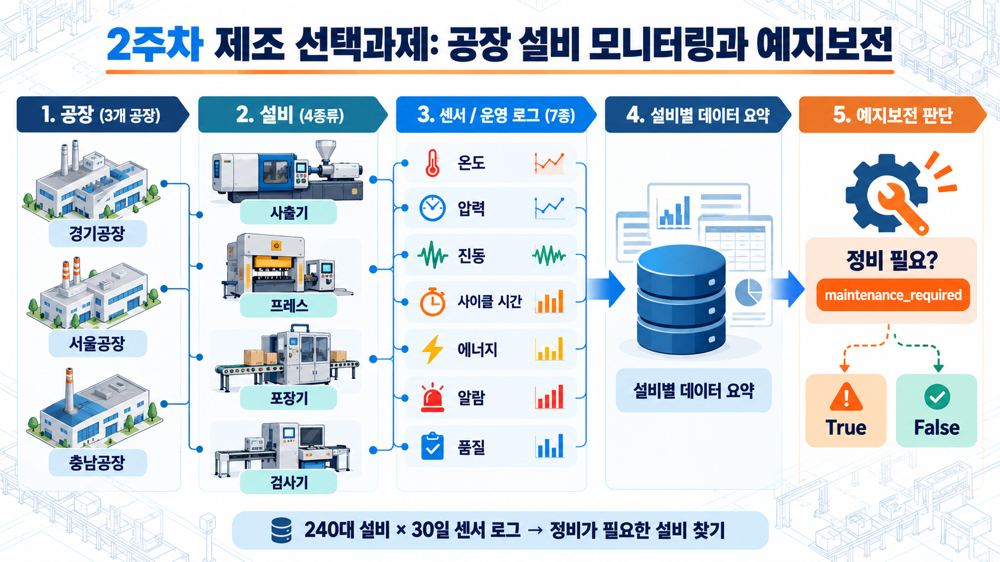 2주차 제조 선택과제: 공장 설비 모니터링과 예지보전
1. 공장 (3개 공장)
경기공장
서울공장
충남공장
2. 설비 (4종류)
사출기
프레스
포장기
검사기
3. 센서 / 운영 로그 (7종)
온도
압력
진동
사이클 시간
에너지
알람
품질
4. 설비별 데이터 요약
설비별 데이터 요약
5. 예지보전 판단
정비 필요?
maintenance_required
True
False
240대 설비 × 30일 센서 로그 → 정비가 필요한 설비 찾기